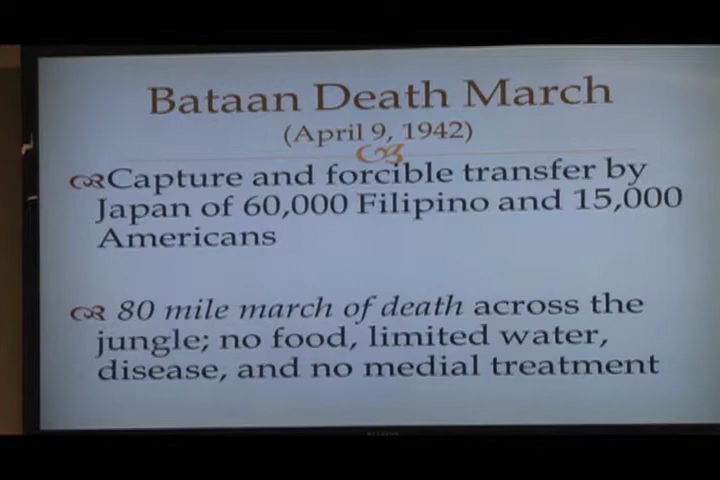 Bataan Death March
(April 9, 1942)
Capture and forcible transfer by
Japan of 60,000 Filipino and 15,000
Americans
80 mile march of death across the
jungle; no food, limited water,
disease, and no medial treatment